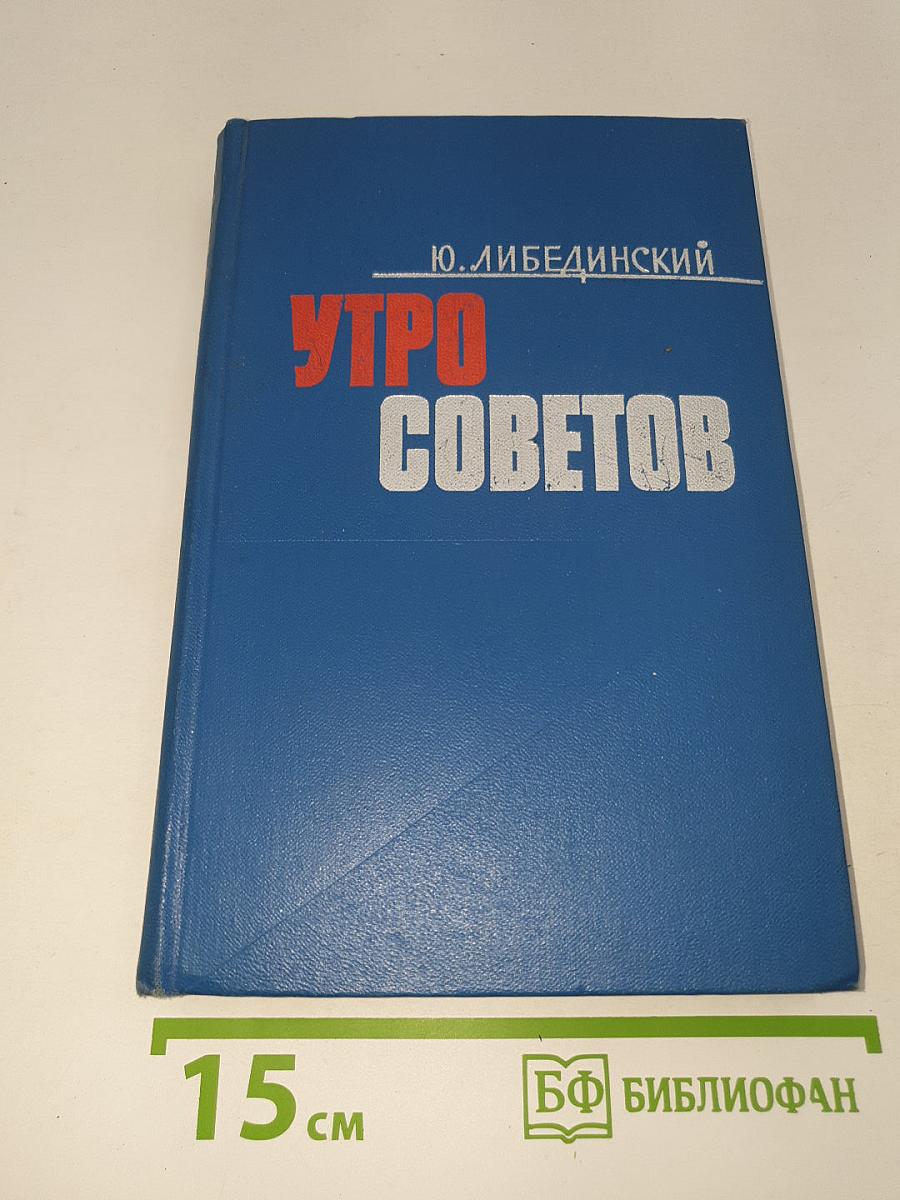 Ю. ЛИБЕДИНСКИЙ
УТРО
СОВЕТОВ
15 см
БФ БИБЛИОФАН